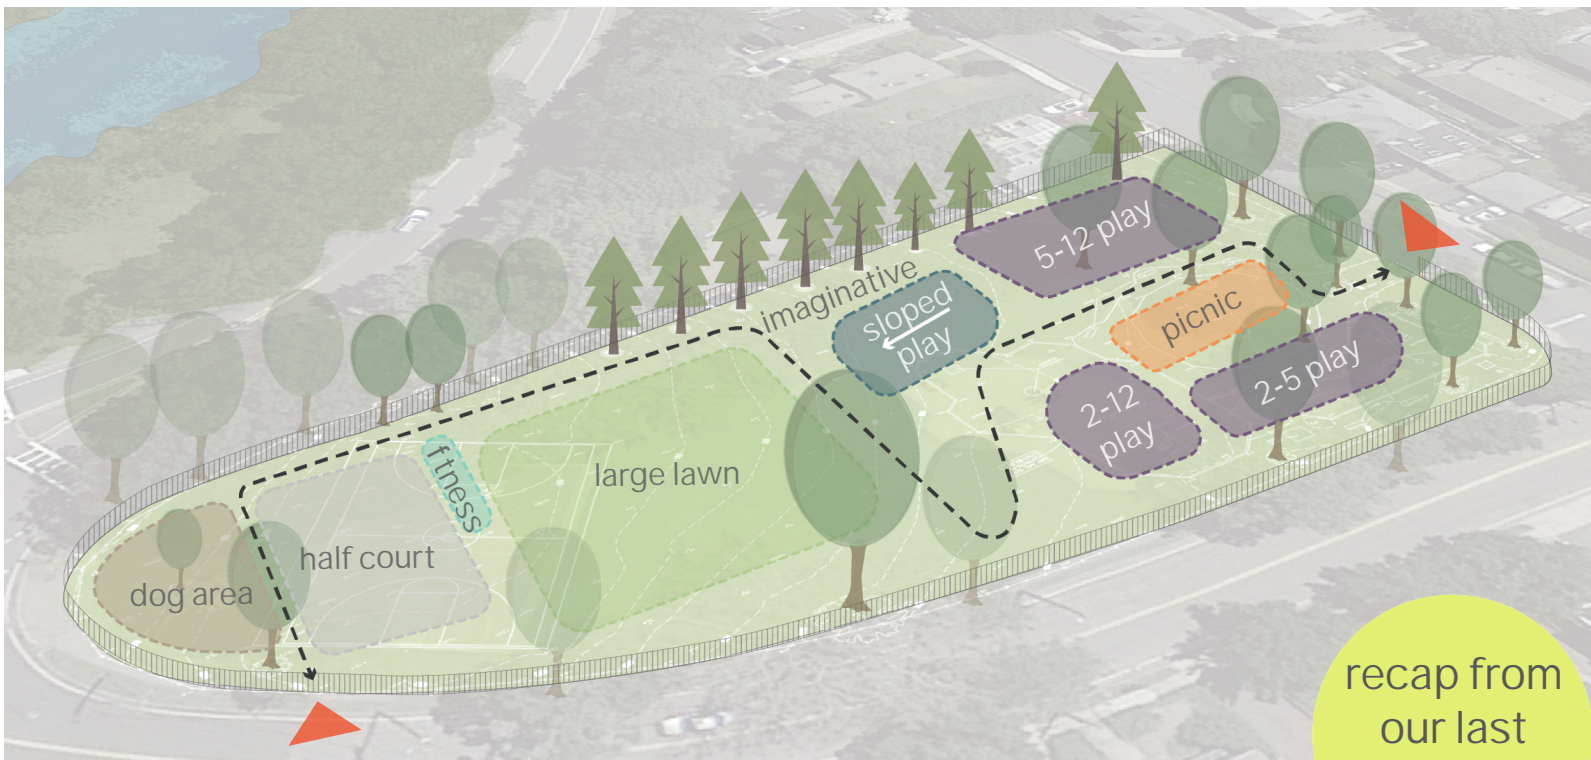 5-12 play
imaginative
sloped
play
picnic
2-5 play
2-12
play
large lawn
ftness
half court
dog area
recap from
our last